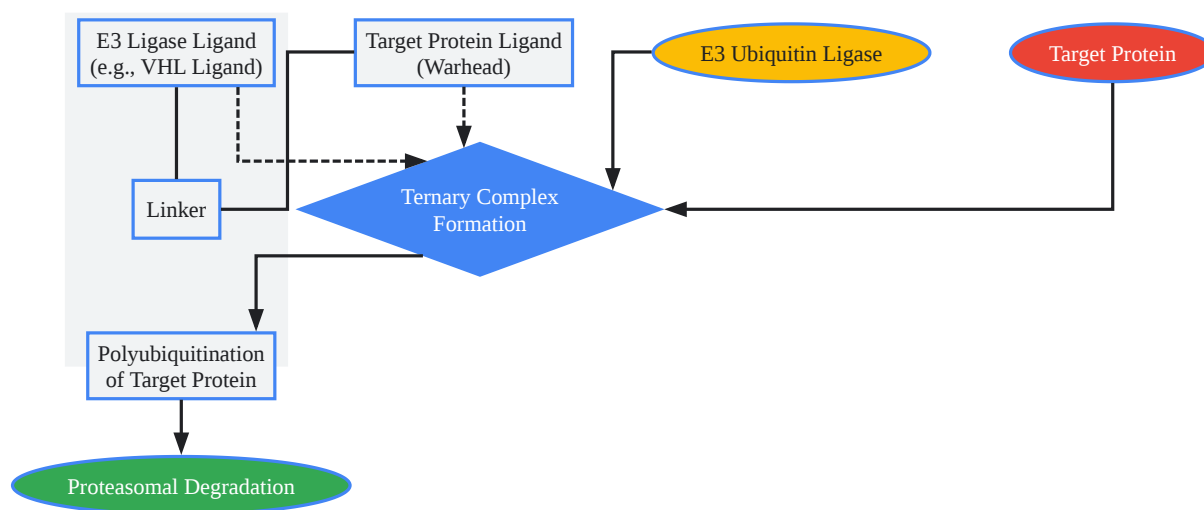 E3 Ligase Ligand
(e.g., VHL Ligand)
Target Protein Ligand
(Warhead)
E3 Ubiquitin Ligase
Target Protein
Linker
Ternary Complex
Formation
Polyubiquitination
of Target Protein
Proteasomal Degradation